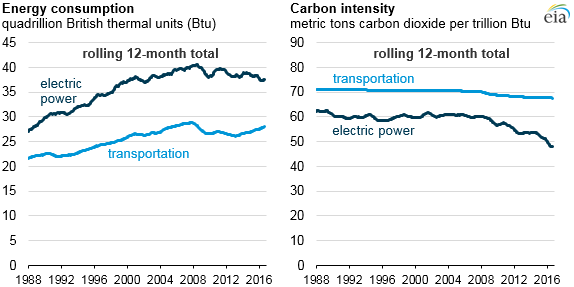 Energy consumption
quadrillion British thermal units (Btu)
45
40
35
30
25
20
15
10
5
0
rolling 12-month total
electric
power
transportation
1988 1992 1996 2000 2004 2008 2012 2016
Carbon intensity
metric tons carbon dioxide per trillion Btu
eia
90
80
70
60
50
40
30
20
10
0
rolling 12-month total
transportation
electric power
1988 1992 1996 2000 2004 2008 2012 2016